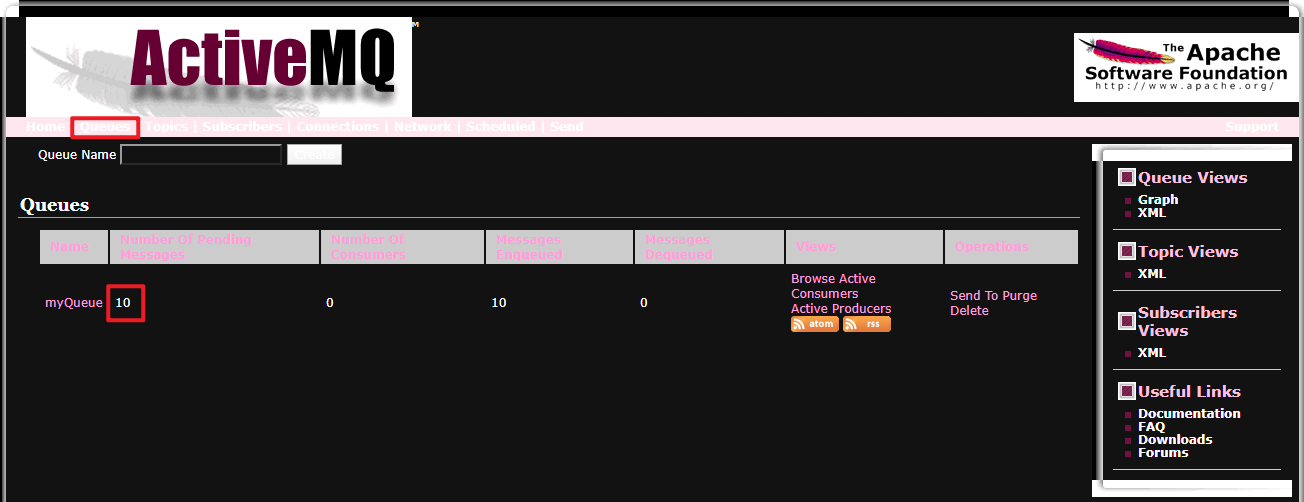 ActiveMQ™
The Apache
Software Foundation
http://www.apache.org/
Home | Queues | Topics | Subscribers | Connections | Network | Scheduled | Send
Support
Queue Name
Create
Queues
Name
Number Of Pending
Messages
Number Of
Consumers
Messages
Enqueued
Messages
Dequeued
Views
Operations
myQueue
10
0
10
0
Browse Active
Consumers
Active Producers
atom
rss
Send To Purge
Delete
Queue Views
Graph
XML
Topic Views
XML
Subscribers
Views
XML
Useful Links
Documentation
FAQ
Downloads
Forums